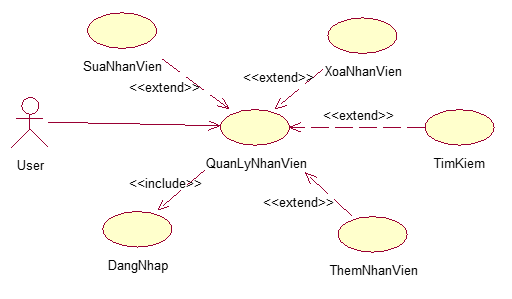 SuaNhanVien
XoaNhanVien
<<extend>>
<<extend>>
<<extend>>
User
QuanLyNhanVien
TimKiem
<<include>>
<<extend>>
DangNhap
ThemNhanVien